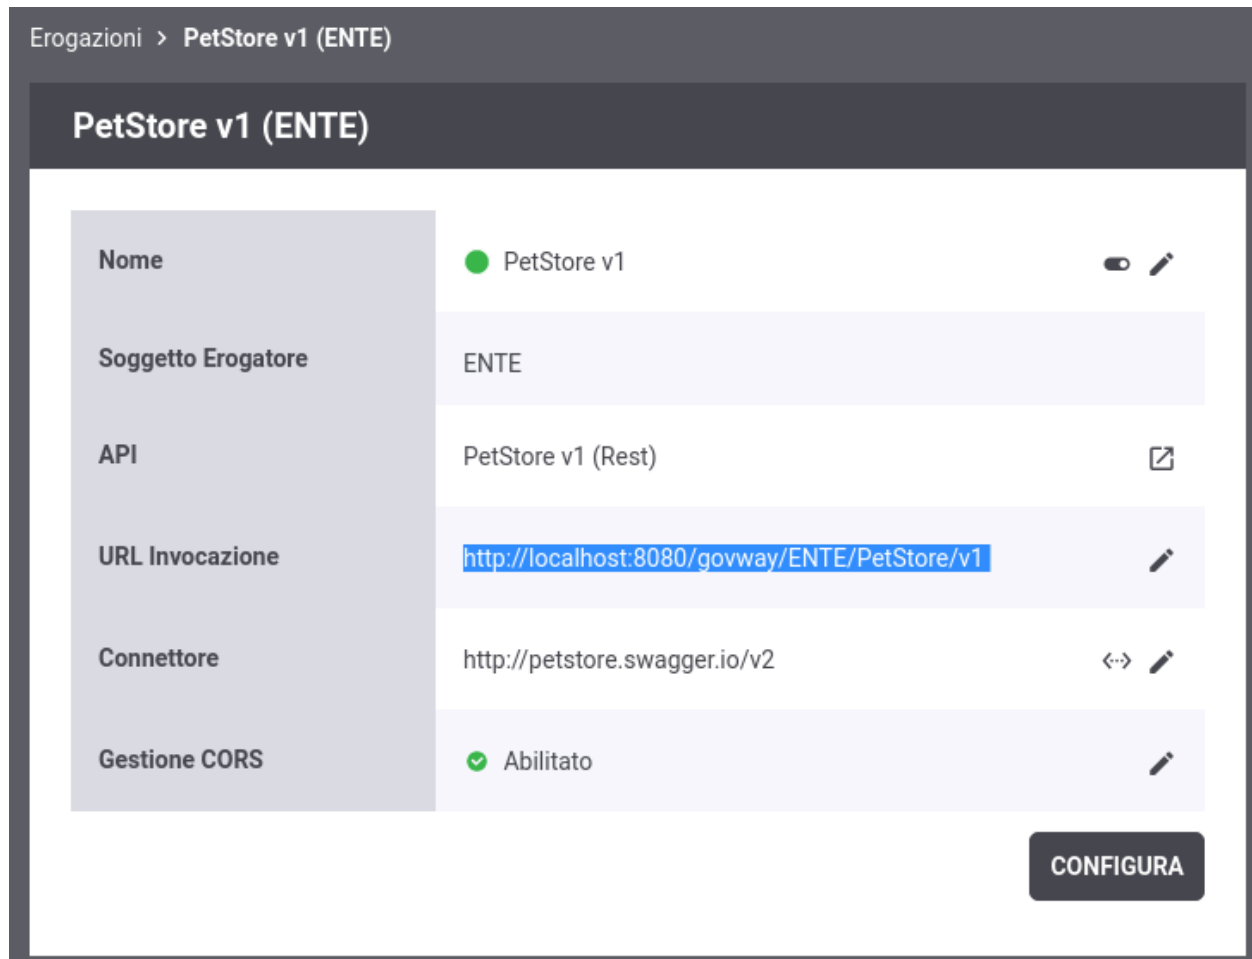 Erogazioni > PetStore v1 (ENTE)
PetStore v1 (ENTE)
Nome PetStore v1
Soggetto Erogatore ENTE
API PetStore v1 (Rest)
URL Invocazione http://localhost:8080/govway/ENTE/PetStore/v1
Connettore http://petstore.swagger.io/v2
Gestione CORS Abilitato
CONFIGURA